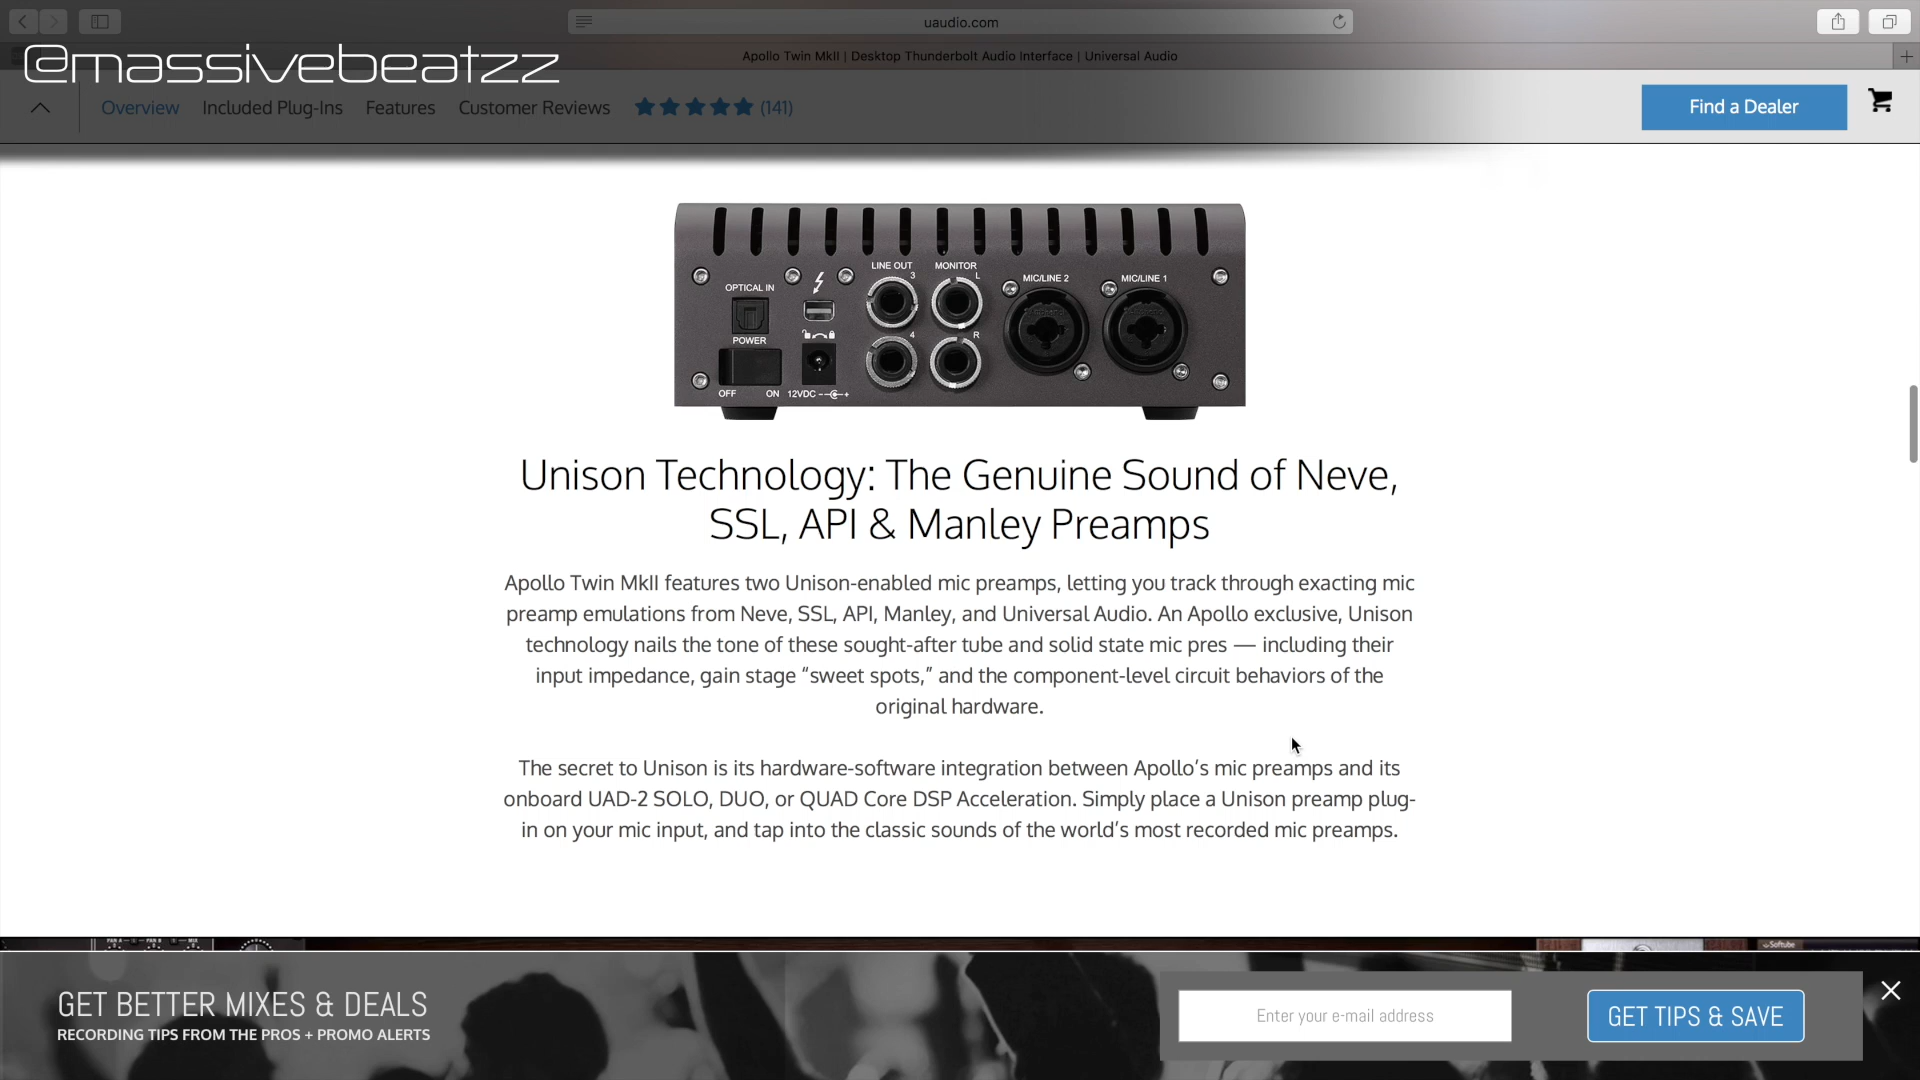 uaudio.com
@massivebeatzz
Apollo Twin MkII | Desktop Thunderbolt Audio Interface | Universal Audio
Overview Included Plug-Ins Features Customer Reviews (141)
Find a Dealer
LINE OUT MONITOR
3 L
MIC/LINE 2 MIC/LINE 1
OPTICAL IN
POWER
4 R
OFF ON 12VDC
Unison Technology: The Genuine Sound of Neve,
SSL, API & Manley Preamps
Apollo Twin MkII features two Unison-enabled mic preamps, letting you track through exacting mic
preamp emulations from Neve, SSL, API, Manley, and Universal Audio. An Apollo exclusive, Unison
technology nails the tone of these sought-after tube and solid state mic pres — including their
input impedance, gain stage “sweet spots,” and the component-level circuit behaviors of the
original hardware.
The secret to Unison is its hardware-software integration between Apollo’s mic preamps and its
onboard UAD-2 SOLO, DUO, or QUAD Core DSP Acceleration. Simply place a Unison preamp plug-
in on your mic input, and tap into the classic sounds of the world’s most recorded mic preamps.
PAN A PAN B MIX
Softube
GET BETTER MIXES & DEALS
RECORDING TIPS FROM THE PROS + PROMO ALERTS
Enter your e-mail address
GET TIPS & SAVE